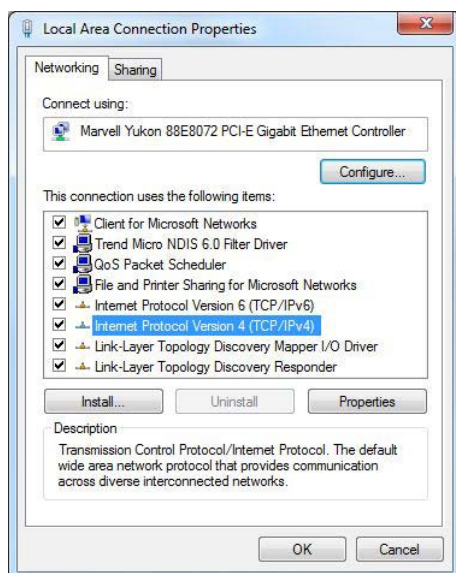 Local Area Connection Properties
Networking Sharing
Connect using:
Marvell Yukon 88E8072 PCI-E Gigabit Ethernet Controller
Configure...
This connection uses the following items:
Client for Microsoft Networks
Trend Micro NDIS 6.0 Filter Driver
QoS Packet Scheduler
File and Printer Sharing for Microsoft Networks
Internet Protocol Version 6 (TCP/IPv6)
Internet Protocol Version 4 (TCP/IPv4)
Link-Layer Topology Discovery Mapper I/O Driver
Link-Layer Topology Discovery Responder
Install... Uninstall Properties
Description
Transmission Control Protocol/Internet Protocol. The default
wide area network protocol that provides communication
across diverse interconnected networks.
OK Cancel